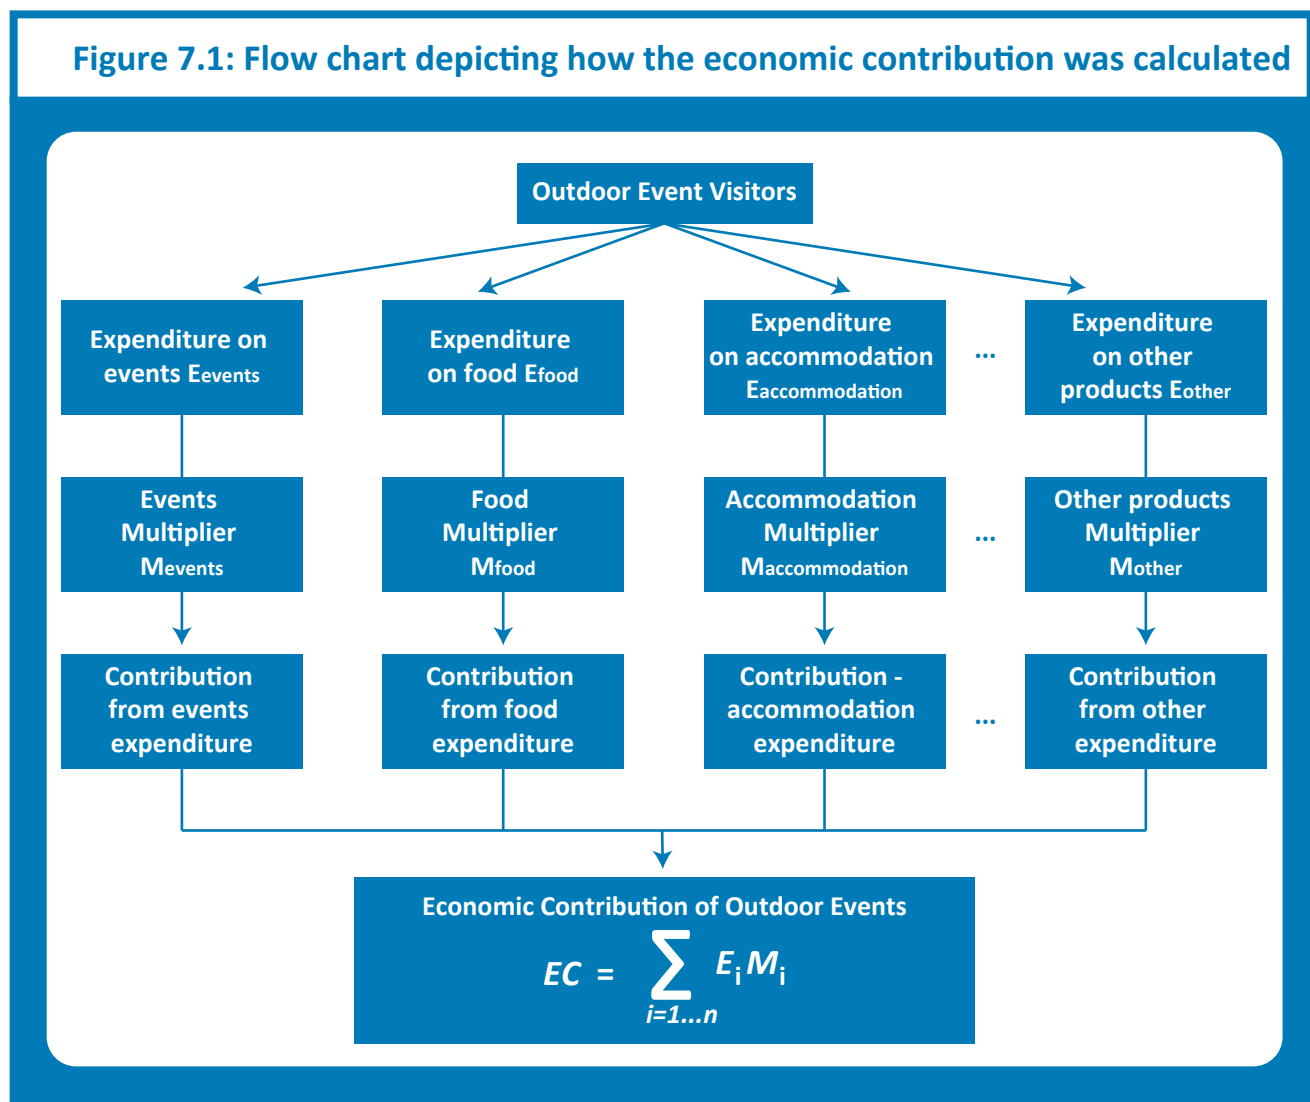 Figure 7.1: Flow chart depicting how the economic contribution was calculated
Outdoor Event Visitors
Expenditure on
events Eevents
Expenditure
on food Efood
Expenditure
on accommodation
Eaccommodation
...
Expenditure
on other
products Eother
Events
Multiplier
Mevents
Food
Multiplier
Mfood
Accommodation
Multiplier
Maccommodation
...
Other products
Multiplier
Mother
Contribution
from events
expenditure
Contribution
from food
expenditure
Contribution -
accommodation
expenditure
...
Contribution
from other
expenditure
Economic Contribution of Outdoor Events
EC = ∑ EiMi
i=1...n